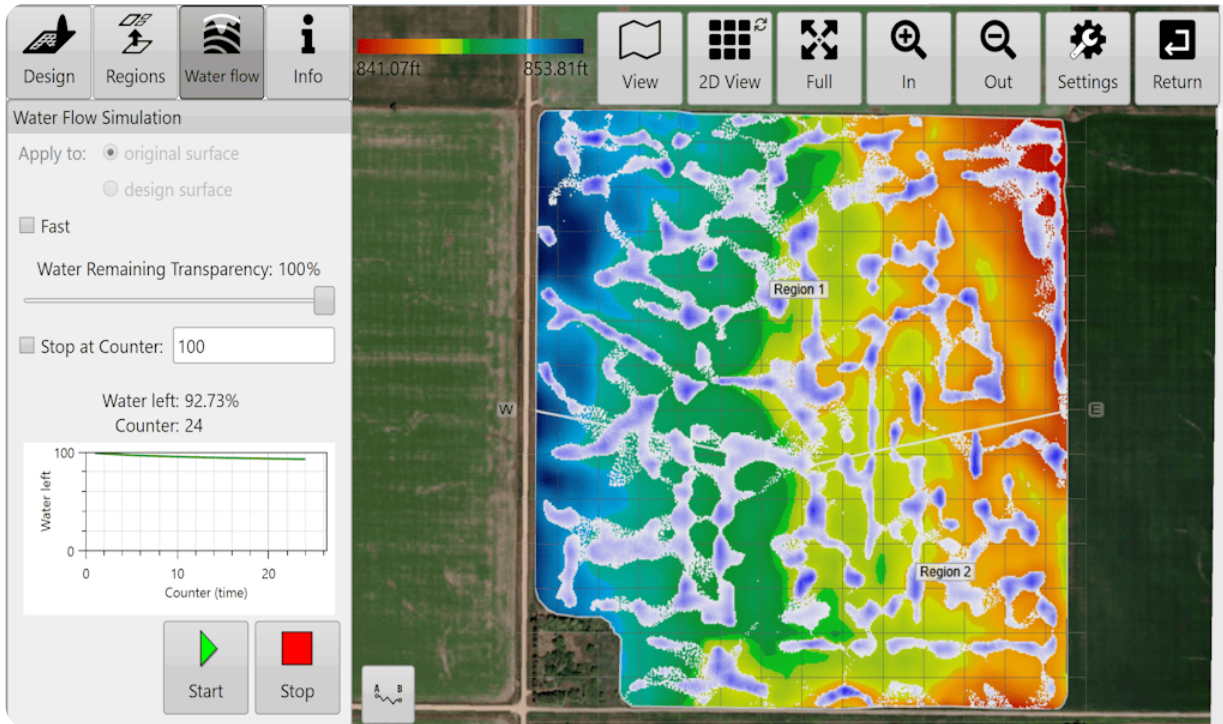 Design
Regions
Water flow
Info
841.07ft
853.81ft
View
2D View
Full
In
Out
Settings
Return
Water Flow Simulation
Apply to:
original surface
design surface
Fast
Water Remaining Transparency: 100%
Stop at Counter:
100
Water left: 92.73%
Counter: 24
100
0
Water left
0
10
20
Counter (time)
Start
Stop
A B
W
E
Region 1
Region 2